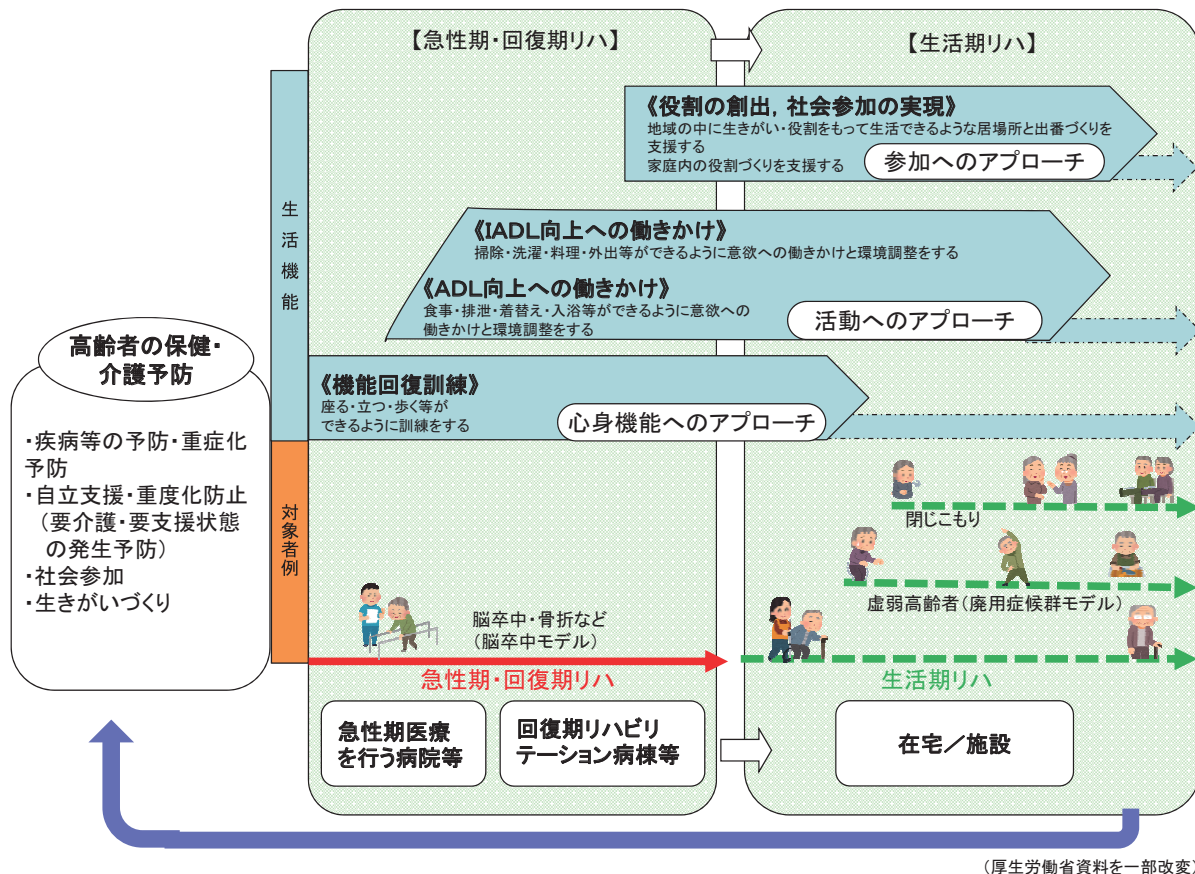 【急性期・回復期リハ】
【生活期リハ】
《役割の創出，社会参加の実現》
地域の中に生きがい・役割をもって生活できるような居場所と出番づくりを
支援する
家庭内の役割づくりを支援する
参加へのアプローチ
生活機能
《IADL向上への働きかけ》
掃除・洗濯・料理・外出等ができるように意欲への働きかけと環境調整をする
《ADL向上への働きかけ》
食事・排泄・着替え・入浴等ができるように意欲への
働きかけと環境調整をする
活動へのアプローチ
《機能回復訓練》
座る・立つ・歩く等が
できるように訓練をする
心身機能へのアプローチ
高齢者の保健・
介護予防
・疾病等の予防・重症化
予防
・自立支援・重度化防止
（要介護・要支援状態
の発生予防）
・社会参加
・生きがいづくり
対象者例
閉じこもり
虚弱高齢者（廃用症候群モデル）
脳卒中・骨折など
（脳卒中モデル）
急性期・回復期リハ
生活期リハ
急性期医療
を行う病院等
回復期リハビリ
テーション病棟等
在宅／施設
（厚生労働省資料を一部改変）